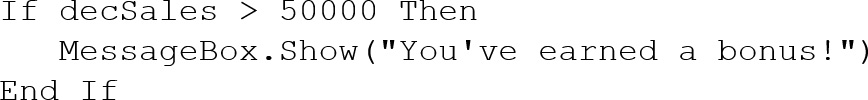 If decSales > 50000 Then
   MessageBox.Show("You've earned a bonus!")
End If